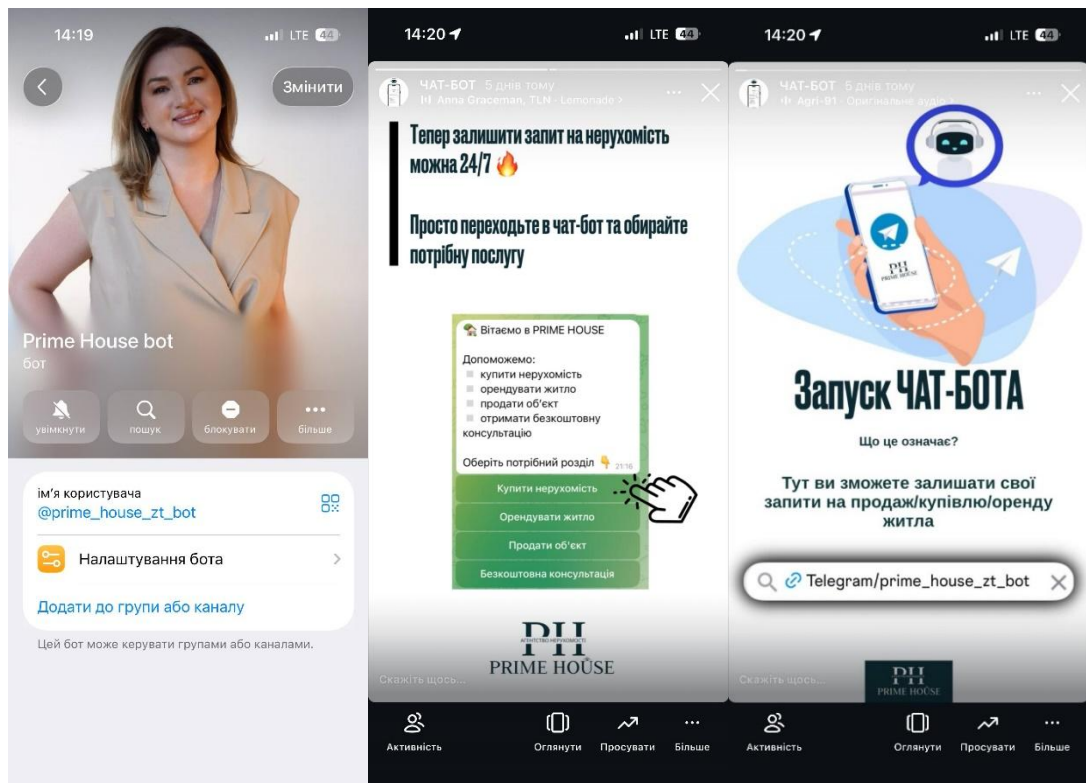 14:19
LTE 44
Змінити
Prime House bot
бот
увімкнути
пошук
блокувати
більше
ім'я користувача
@prime_house_zt_bot
Налаштування бота
Додати до групи або каналу
Цей бот може керувати групами або каналами.
14:20
LTE 44
ЧАТ-БОТ 5 днів тому
Anna Graceman, TLN - Lemonade >
Тепер залишити запит на нерухомість
можна 24/7 🔥
Просто переходьте в чат-бот та обирайте
потрібну послугу
🏡 Вітаємо в PRIME HOUSE
Допоможемо:
купити нерухомість
орендувати житло
продати об'єкт
отримати безкоштовну
консультацію
Оберіть потрібний розділ 👇 21:16
Купити нерухомість
Орендувати житло
Продати об'єкт
Безкоштовна консультація
PH
АГЕНТСТВО НЕРУХОМОСТІ
PRIME HOUSE
Скажіть щось...
Активність
Оглянути
Просувати
Більше
14:20
LTE 44
ЧАТ-БОТ 5 днів тому
Agri-91 - Оригінальне аудіо >
PH
PRIME HOUSE
Запуск ЧАТ-БОТА
Що це означає?
Тут ви зможете залишати свої
запити на продаж/купівлю/оренду
житла
Telegram/prime_house_zt_bot
PH
PRIME HOUSE
Скажіть щось...
Активність
Оглянути
Просувати
Більше